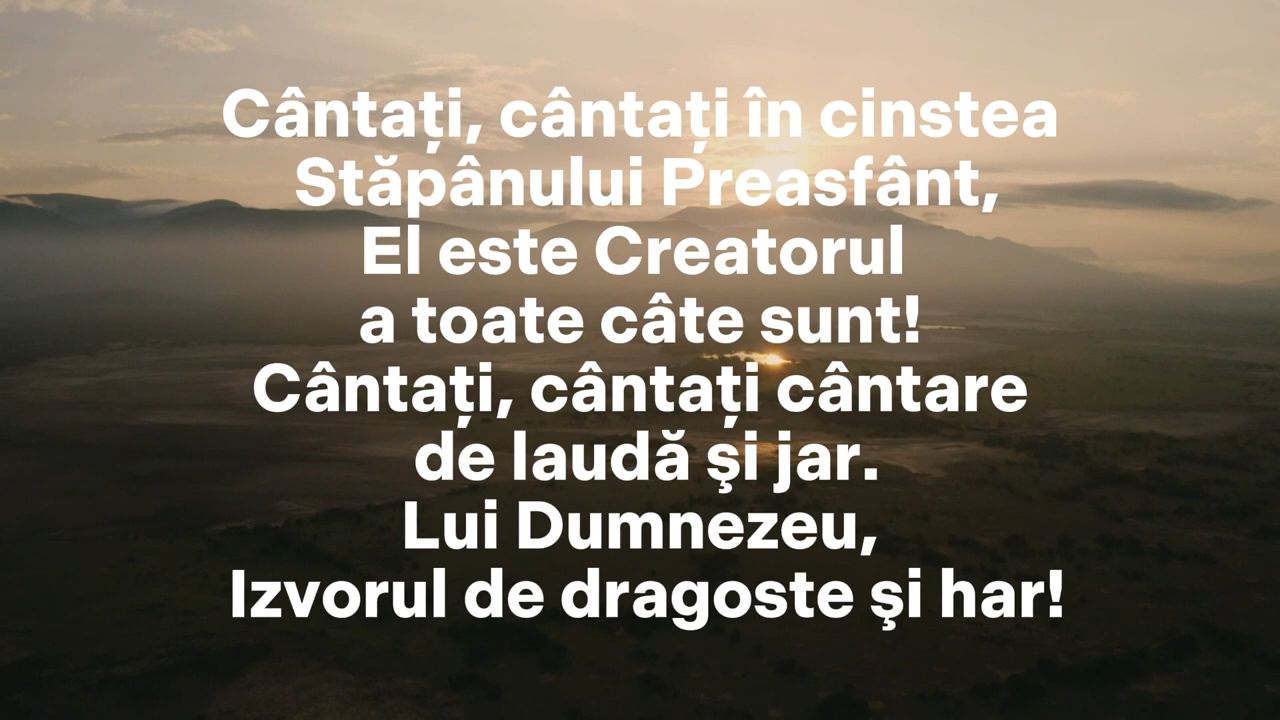 Cântați, cântați în cinstea
Stăpânului Preasfânt,
El este Creatorul
a toate câte sunt!
Cântați, cântați cântare
de laudă şi jar.
Lui Dumnezeu,
Izvorul de dragoste şi har!